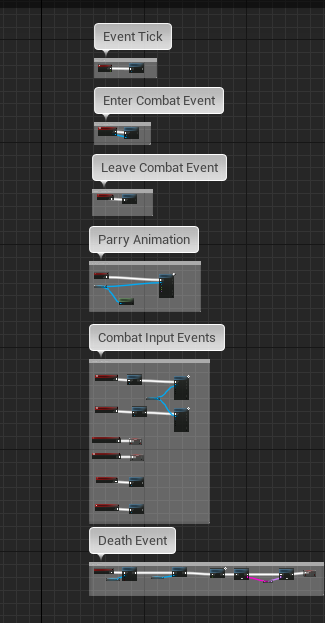 Event Tick
Enter Combat Event
Leave Combat Event
Parry Animation
Combat Input Events
Death Event